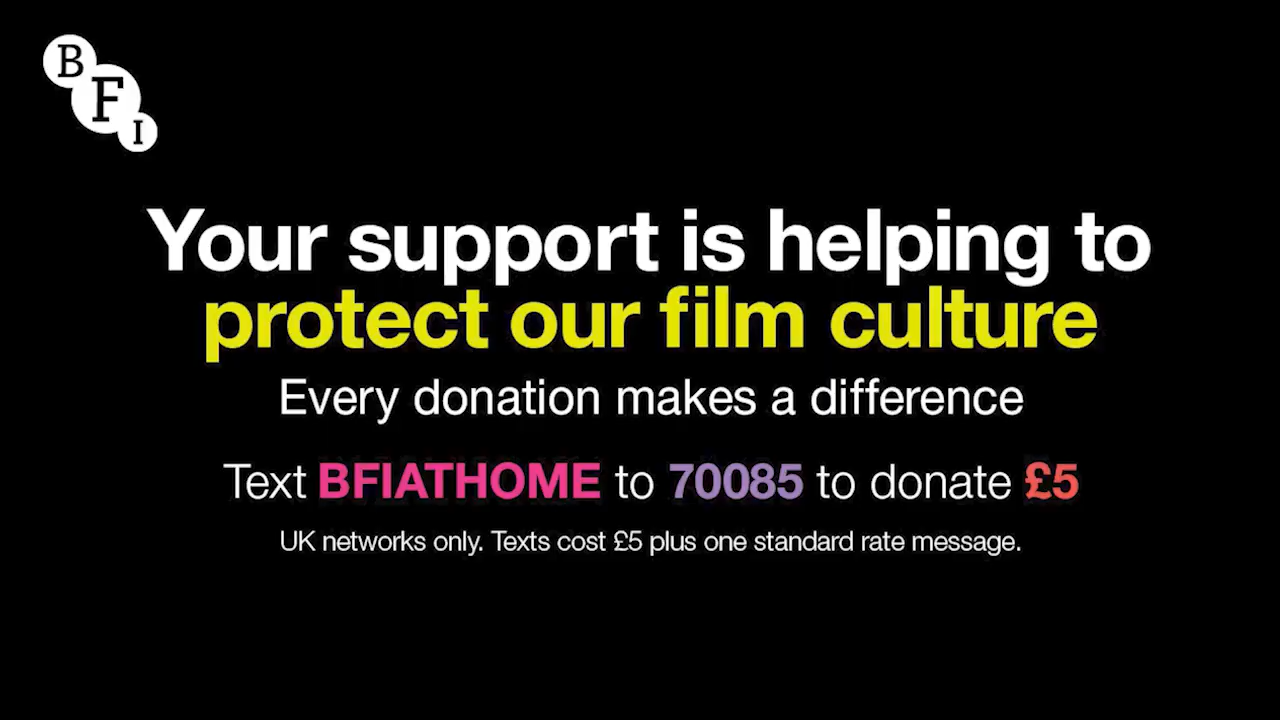 BFI
Your support is helping to
protect our film culture
Every donation makes a difference
Text BFIATHOME to 70085 to donate £5
UK networks only. Texts cost £5 plus one standard rate message.